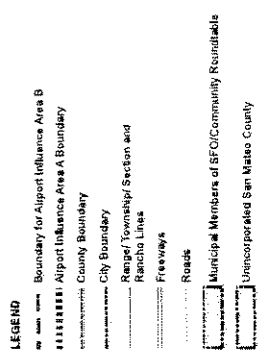 LEGEND
Boundary for Airport Influence Area B
Airport Influence Area A Boundary
County Boundary
City Boundary
Range/Township/Section and
Rancho Lines
Freeways
Roads
Municipal Members of SFO/Community Roundtable
Unincorporated San Mateo County